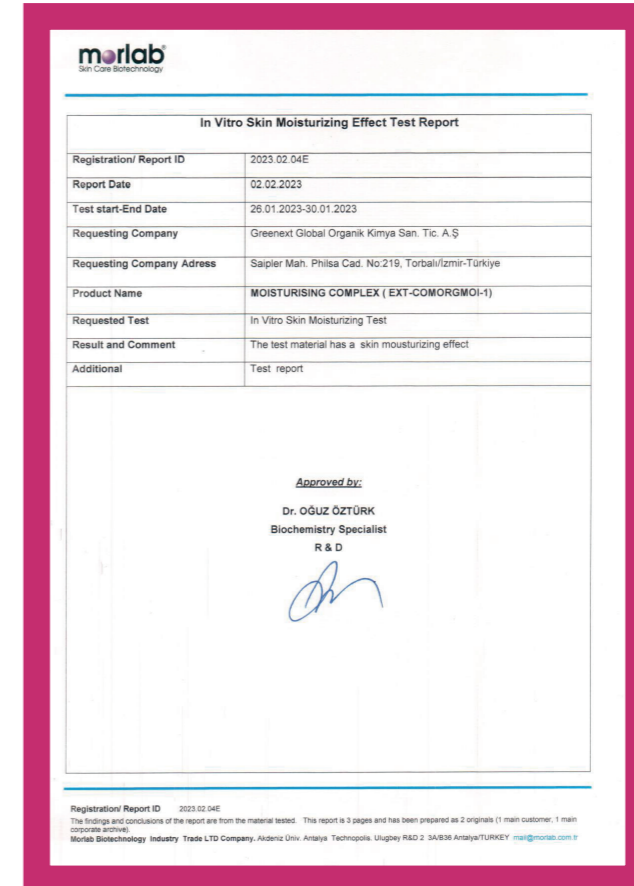 morlab
Skin Care Biotechnology
In Vitro Skin Moisturizing Effect Test Report
Registration/ Report ID 2023.02.04E
Report Date 02.02.2023
Test start-End Date 26.01.2023-30.01.2023
Requesting Company Greenext Global Organik Kimya San. Tic. A.Ş
Requesting Company Adress Saipler Mah. Philsa Cad. No:219, Torbalı/İzmir-Türkiye
Product Name MOISTURISING COMPLEX ( EXT-COMORGMOI-1)
Requested Test In Vitro Skin Moisturizing Test
Result and Comment The test material has a skin mousturizing effect
Additional Test report
Approved by:
Dr. OĞUZ ÖZTÜRK
Biochemistry Specialist
R & D
Registration/ Report ID 2023.02.04E
The findings and conclusions of the report are from the material tested. This report is 3 pages and has been prepared as 2 originals (1 main customer, 1 main
corporate archive).
Morlab Biotechnology Industry Trade LTD Company. Akdeniz Üniv. Antalya Technopolis. Ulugbey R&D 2 3A/B36 Antalya/TURKEY mail@morlab.com.tr